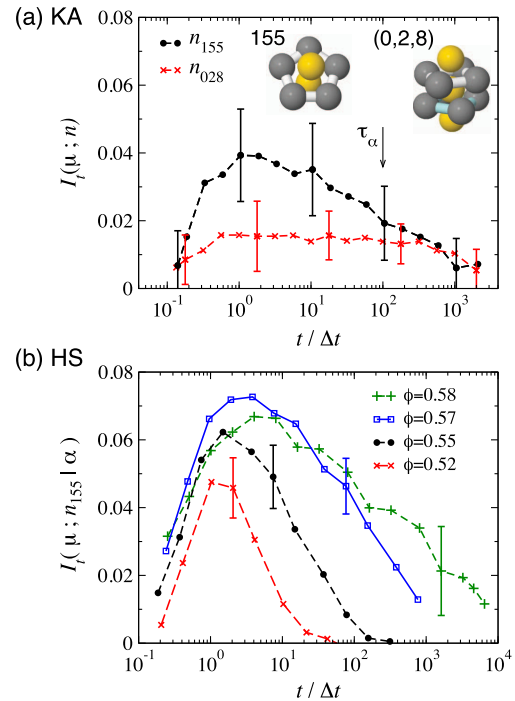 (a) KA
n₁₅₅
n₀₂₈
155
(0,2,8)
τα
I_t(μ ; n)
0.08
0.06
0.04
0.02
0
10⁻¹ 10⁰ 10¹ 10² 10³
t / Δt
(b) HS
ϕ=0.58
ϕ=0.57
ϕ=0.55
ϕ=0.52
I_t( μ ; n₁₅₅ | α )
0.08
0.06
0.04
0.02
0
10⁻¹ 10⁰ 10¹ 10² 10³ 10⁴
t / Δt